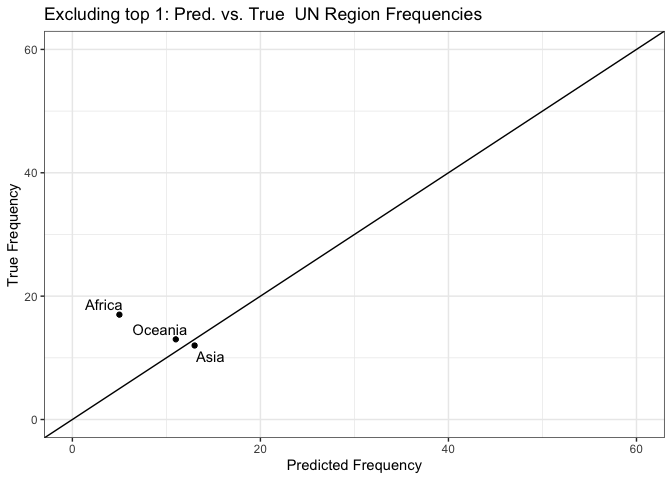 Excluding top 1: Pred. vs. True  UN Region Frequencies
60
40
20
0
True Frequency
Africa
Oceania
Asia
0 20 40 60
Predicted Frequency